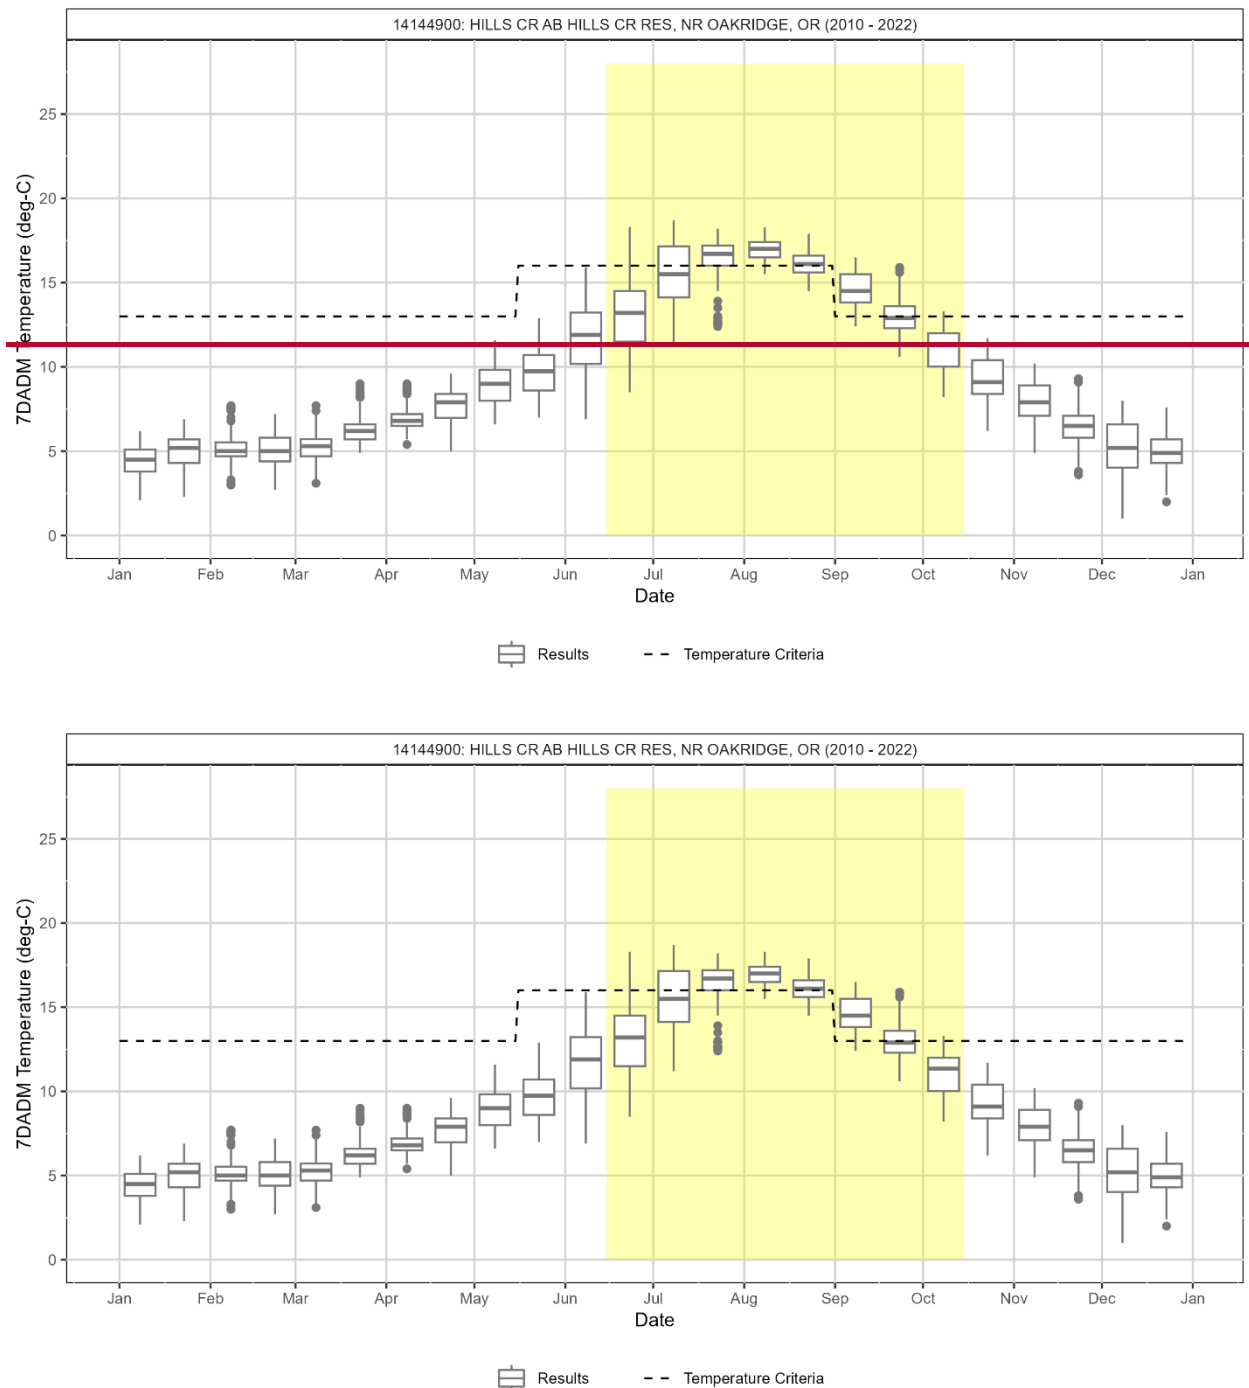 14144900: HILLS CR AB HILLS CR RES, NR OAKRIDGE, OR (2010 - 2022)
7DADM Temperature (deg-C)
25
20
15
10
5
0
Jan Feb Mar Apr May Jun Jul Aug Sep Oct Nov Dec Jan
Date
Results Temperature Criteria
14144900: HILLS CR AB HILLS CR RES, NR OAKRIDGE, OR (2010 - 2022)
7DADM Temperature (deg-C)
25
20
15
10
5
0
Jan Feb Mar Apr May Jun Jul Aug Sep Oct Nov Dec Jan
Date
Results Temperature Criteria